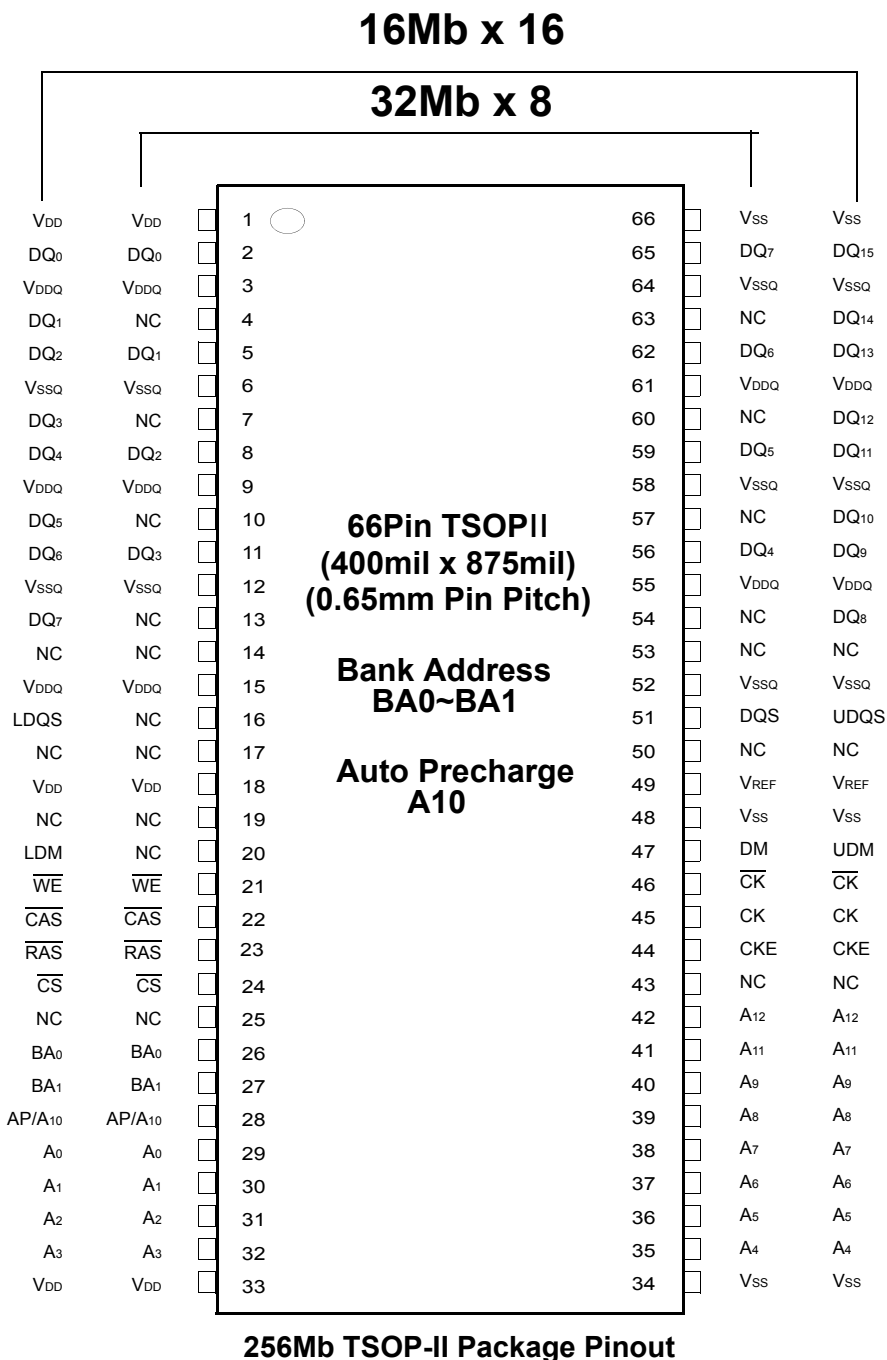 16Mb x 16
32Mb x 8
VDD VDD 1 66 VSS VSS
DQ0 DQ0 2 65 DQ7 DQ15
VDDQ VDDQ 3 64 VSSQ VSSQ
DQ1 NC 4 63 NC DQ14
DQ2 DQ1 5 62 DQ6 DQ13
VSSQ VSSQ 6 61 VDDQ VDDQ
DQ3 NC 7 60 NC DQ12
DQ4 DQ2 8 59 DQ5 DQ11
VDDQ VDDQ 9 58 VSSQ VSSQ
DQ5 NC 10 57 NC DQ10
DQ6 DQ3 11 56 DQ4 DQ9
VSSQ VSSQ 12 55 VDDQ VDDQ
DQ7 NC 13 54 NC DQ8
NC NC 14 53 NC NC
VDDQ VDDQ 15 52 VSSQ VSSQ
LDQS NC 16 51 DQS UDQS
NC NC 17 50 NC NC
VDD VDD 18 49 VREF VREF
NC NC 19 48 VSS VSS
LDM NC 20 47 DM UDM
WE WE 21 46 CK CK
CAS CAS 22 45 CK CK
RAS RAS 23 44 CKE CKE
CS CS 24 43 NC NC
NC NC 25 42 A12 A12
BA0 BA0 26 41 A11 A11
BA1 BA1 27 40 A9 A9
AP/A10 AP/A10 28 39 A8 A8
A0 A0 29 38 A7 A7
A1 A1 30 37 A6 A6
A2 A2 31 36 A5 A5
A3 A3 32 35 A4 A4
VDD VDD 33 34 VSS VSS
66Pin TSOPII
(400mil x 875mil)
(0.65mm Pin Pitch)
Bank Address
BA0~BA1
Auto Precharge
A10
256Mb TSOP-II Package Pinout